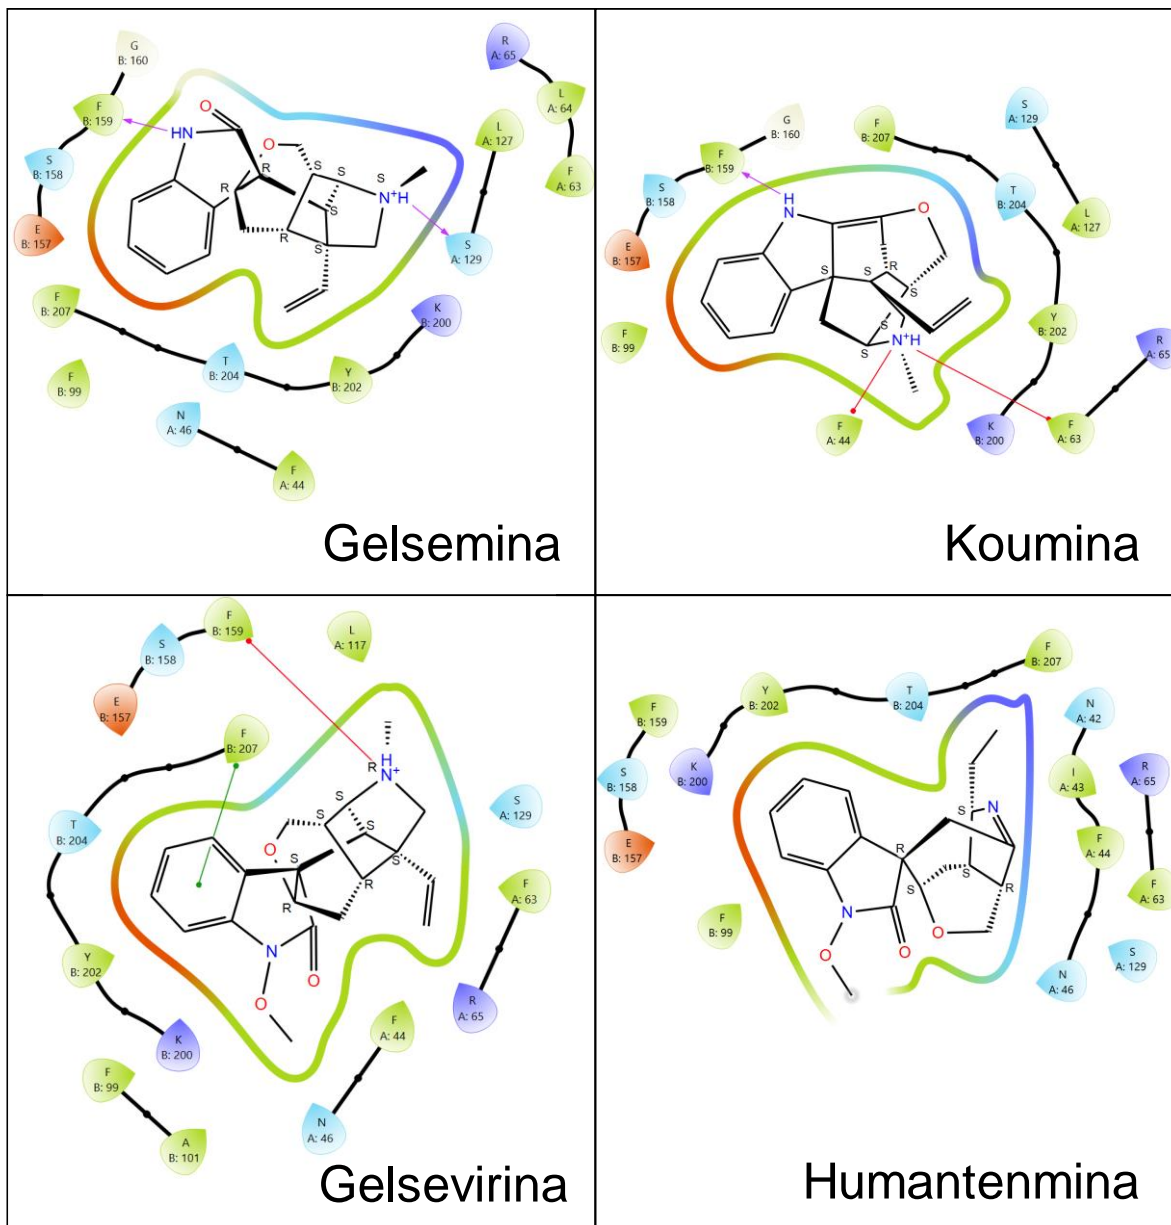 G
B: 160
F
B: 159
S
B: 158
E
B: 157
F
B: 207
F
B: 99
T
B: 204
N
A: 46
F
A: 44
Y
B: 202
K
B: 200
S
A: 129
L
A: 127
R
A: 65
L
A: 64
F
A: 63
O
HN
O
R
R
S
S
S
S
S
R
N⁺H
Gelsemina
G
B: 160
F
B: 159
S
B: 158
E
B: 157
F
B: 99
F
B: 207
T
B: 204
S
A: 129
L
A: 127
Y
B: 202
K
B: 200
R
A: 65
F
A: 63
F
A: 44
H
N
O
S
R
S
S
S
N⁺H
Koumina
F
B: 159
S
B: 158
E
B: 157
L
A: 117
F
B: 207
T
B: 204
Y
B: 202
K
B: 200
F
B: 99
A
B: 101
N
A: 46
F
A: 44
R
A: 65
F
A: 63
S
A: 129
H
R
N⁺
S
S
S
O
S
S
R
R
N
O
O
Gelsevirina
F
B: 207
T
B: 204
Y
B: 202
K
B: 200
F
B: 159
S
B: 158
E
B: 157
F
B: 99
N
A: 42
I
A: 43
F
A: 44
N
A: 46
R
A: 65
F
A: 63
S
A: 129
S
N
R
S
R
N
O
O
O
Humantenmina